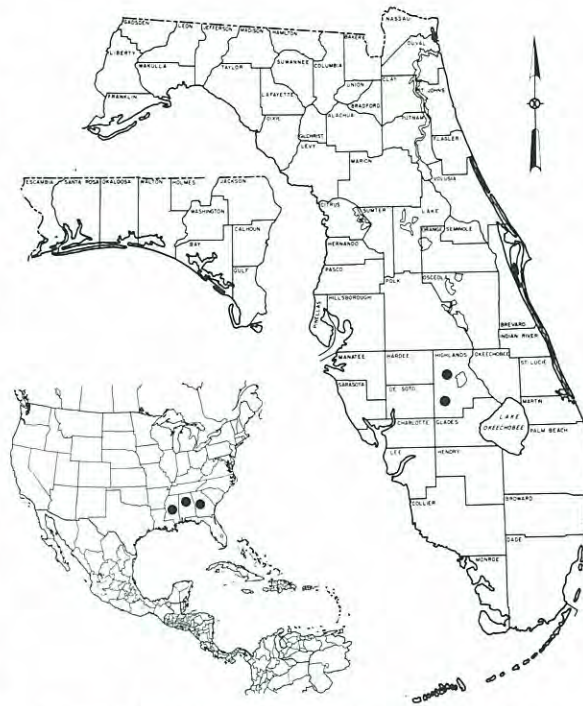 NASSAU
GADSDEN LEON JEFFERSON MADISON HAMILTON BAKER
DUVAL
LIBERTY WAKULLA TAYLOR SUWANNEE COLUMBIA
UNION CLAY ST. JOHNS
FRANKLIN LAFAYETTE BRADFORD
DIXIE GILCHRIST ALACHUA PUTNAM
LEVY FLAGLER
MARION VOLUSIA
ESCAMBIA SANTA ROSA OKALOOSA WALTON HOLMES JACKSON
WASHINGTON
BAY CALHOUN
GULF
CITRUS SUMTER LAKE
HERNANDO ORANGE SEMINOLE
PASCO
PINELLAS HILLSBOROUGH POLK OSCEOLA
BREVARD
INDIAN RIVER
MANATEE HARDEE HIGHLANDS OKEECHOBEE
ST. LUCIE
SARASOTA DE SOTO
MARTIN
CHARLOTTE GLADES LAKE
OKEECHOBEE
PALM BEACH
LEE HENDRY
COLLIER BROWARD
DADE
MONROE